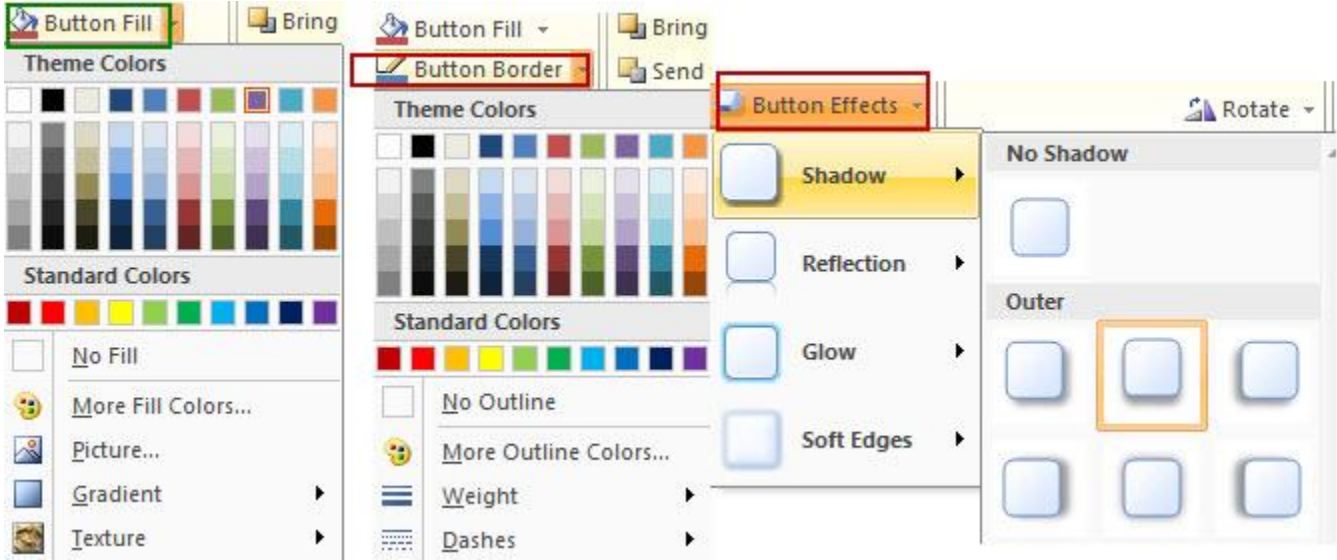 Button Fill
Bring
Theme Colors
Standard Colors
No Fill
More Fill Colors...
Picture...
Gradient
Texture
Button Fill
Bring
Button Border
Send
Theme Colors
Standard Colors
No Outline
More Outline Colors...
Weight
Dashes
Button Effects
Rotate
Shadow
Reflection
Glow
Soft Edges
No Shadow
Outer